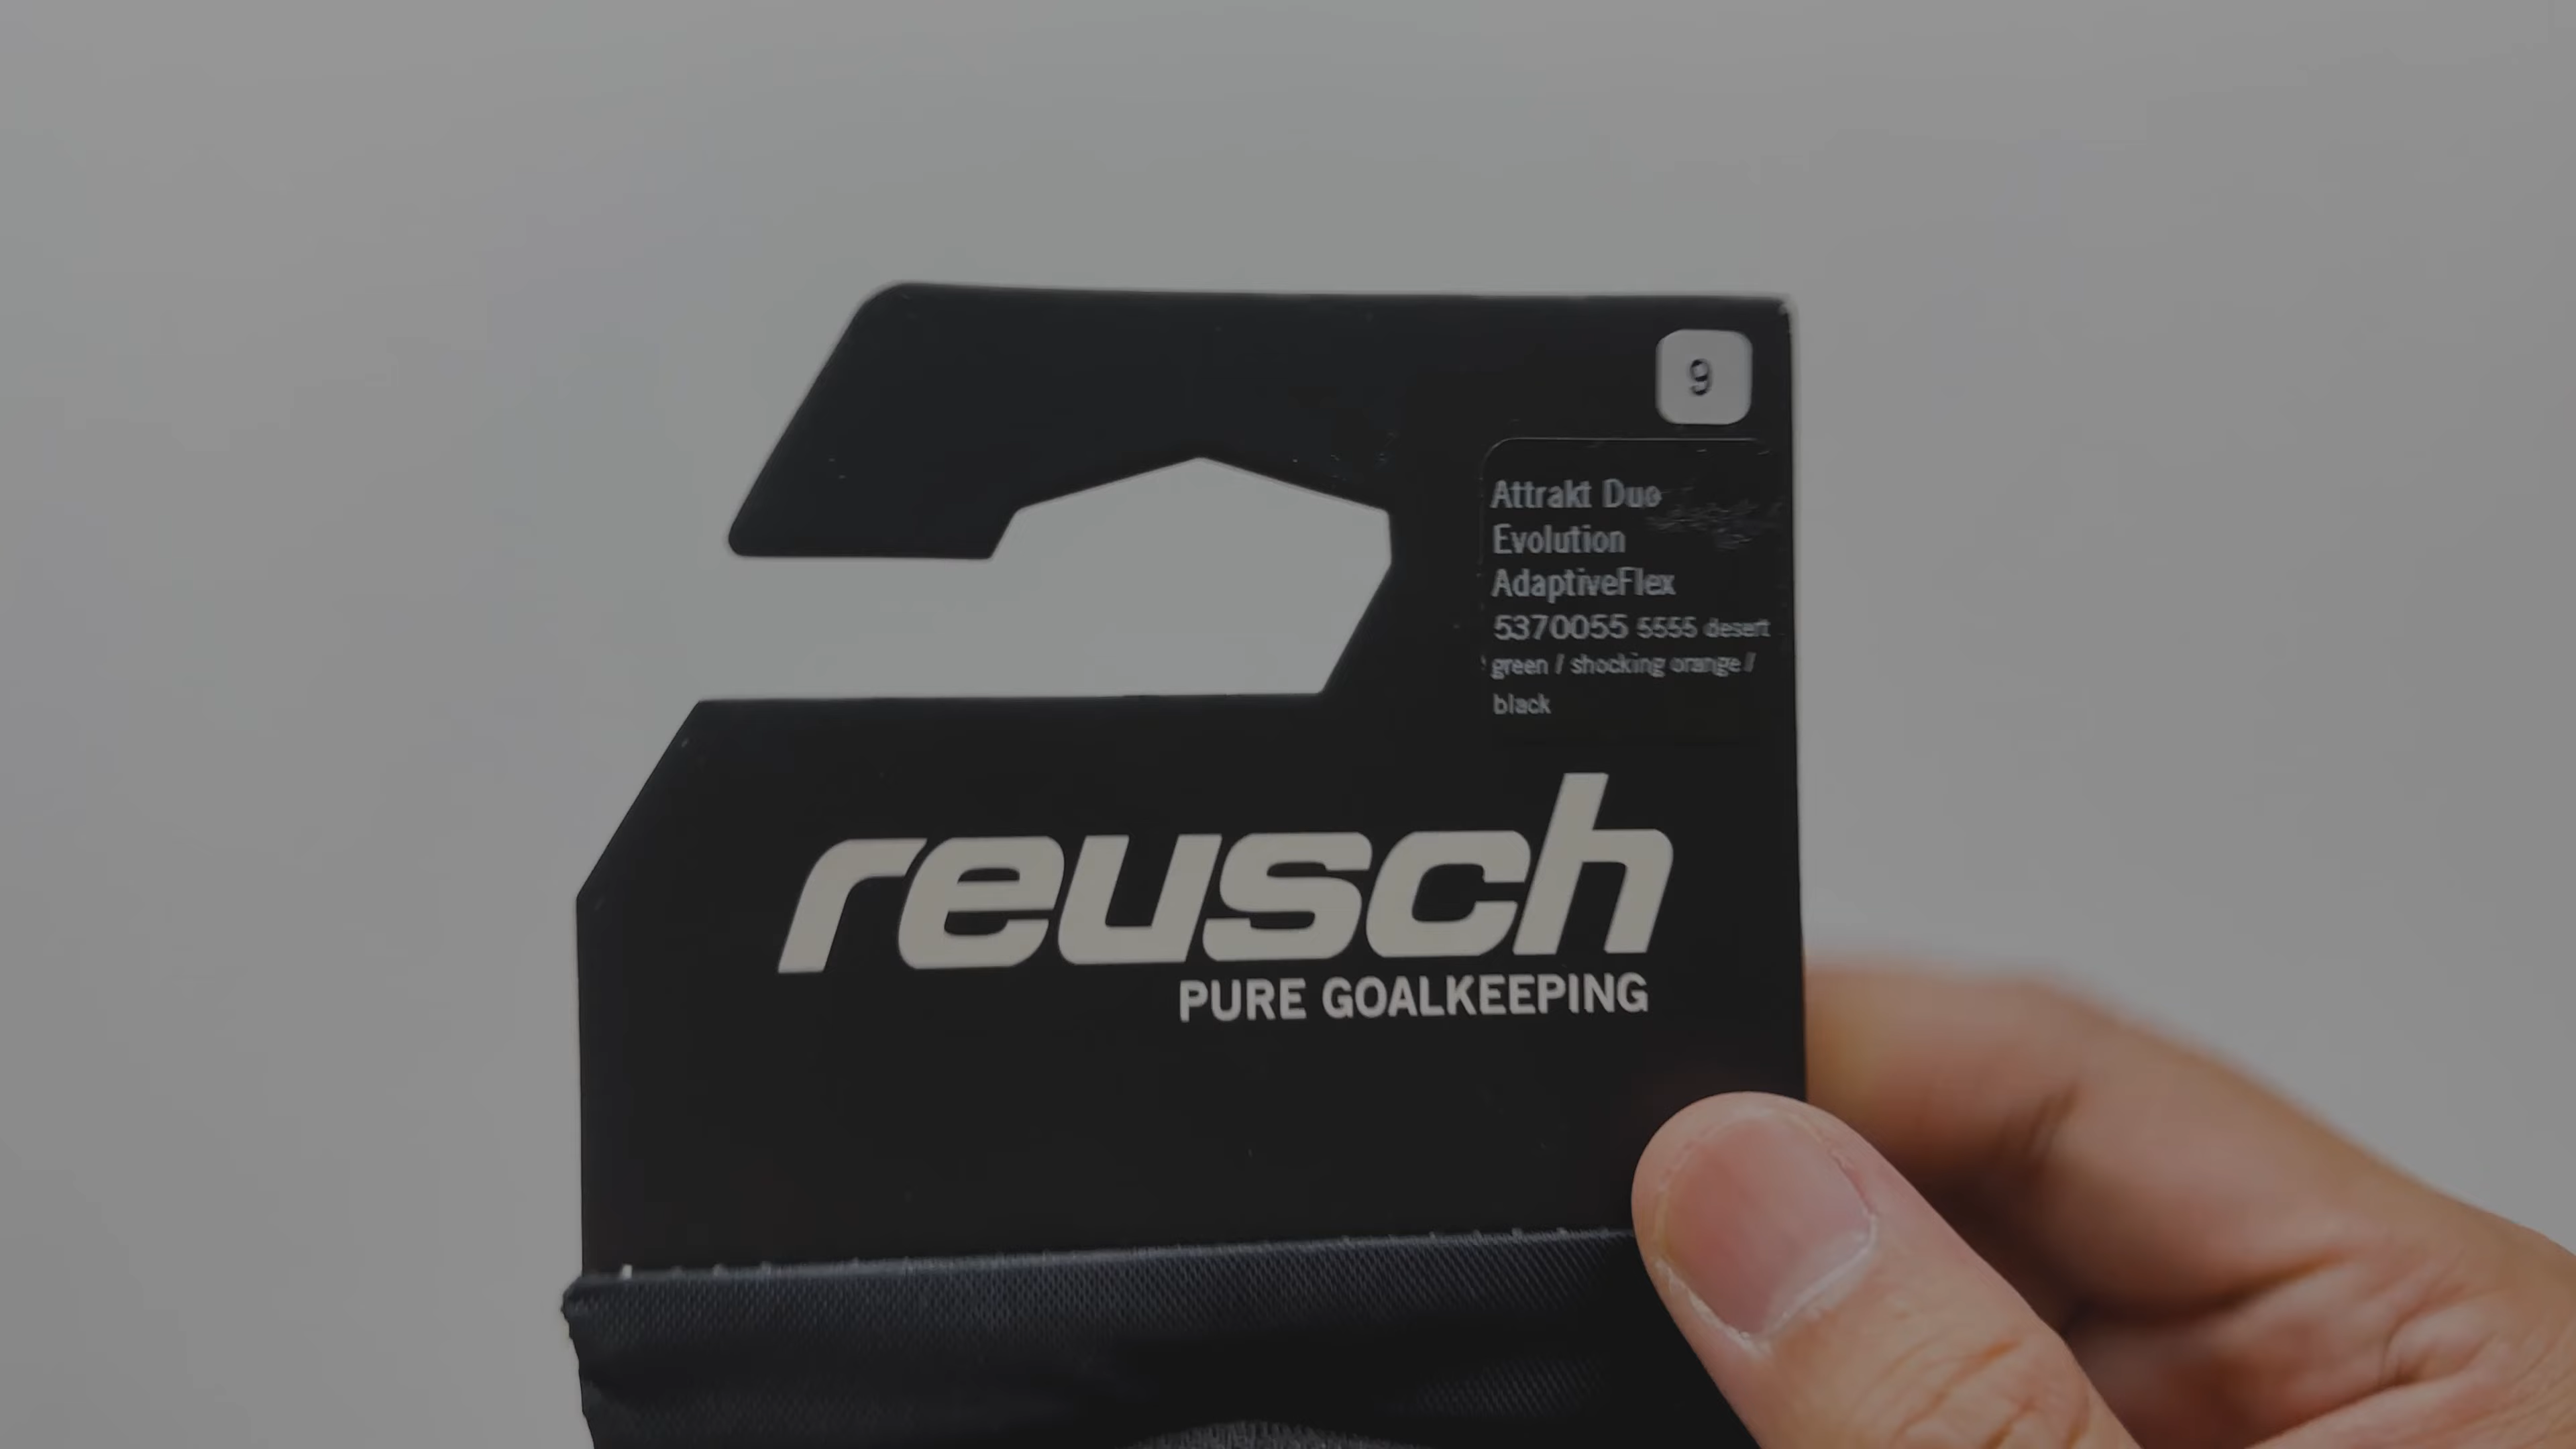 9
Attrakt Duo
Evolution
AdaptiveFlex
5370055 5555 desert
green / shocking orange /
black
reusch
PURE GOALKEEPING